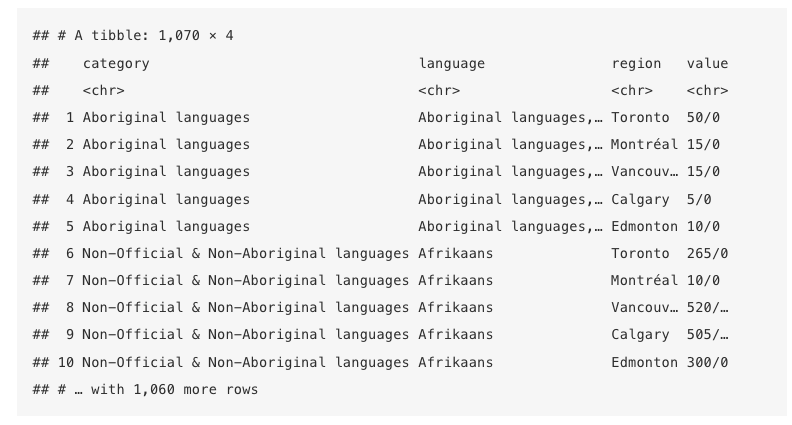 ## # A tibble: 1,070 × 4
##    category                                language               region   value
##    <chr>                                   <chr>                  <chr>    <chr>
##  1 Aboriginal languages                    Aboriginal languages,… Toronto  50/0
##  2 Aboriginal languages                    Aboriginal languages,… Montréal 15/0
##  3 Aboriginal languages                    Aboriginal languages,… Vancouv… 15/0
##  4 Aboriginal languages                    Aboriginal languages,… Calgary  5/0
##  5 Aboriginal languages                    Aboriginal languages,… Edmonton 10/0
##  6 Non-Official & Non-Aboriginal languages Afrikaans              Toronto  265/0
##  7 Non-Official & Non-Aboriginal languages Afrikaans              Montréal 10/0
##  8 Non-Official & Non-Aboriginal languages Afrikaans              Vancouv… 520/…
##  9 Non-Official & Non-Aboriginal languages Afrikaans              Calgary  505/…
## 10 Non-Official & Non-Aboriginal languages Afrikaans              Edmonton 300/0
## # … with 1,060 more rows